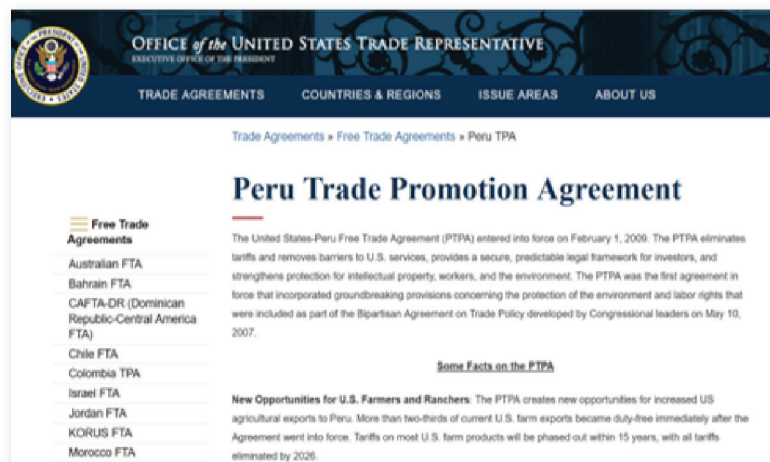 OFFICE of the UNITED STATES TRADE REPRESENTATIVE
EXECUTIVE OFFICE OF THE PRESIDENT
TRADE AGREEMENTS COUNTRIES & REGIONS ISSUE AREAS ABOUT US
Trade Agreements » Free Trade Agreements » Peru TPA
Peru Trade Promotion Agreement
Free Trade
Agreements
Australian FTA
Bahrain FTA
CAFTA-DR (Dominican
Republic-Central America
FTA)
Chile FTA
Colombia TPA
Israel FTA
Jordan FTA
KORUS FTA
Morocco FTA
The United States-Peru Free Trade Agreement (PTPA) entered into force on February 1, 2009. The PTPA eliminates
tariffs and removes barriers to U.S. services, provides a secure, predictable legal framework for investors, and
strengthens protection for intellectual property, workers, and the environment. The PTPA was the first agreement in
force that incorporated groundbreaking provisions concerning the protection of the environment and labor rights that
were included as part of the Bipartisan Agreement on Trade Policy developed by Congressional leaders on May 10,
2007.
Some Facts on the PTPA
New Opportunities for U.S. Farmers and Ranchers: The PTPA creates new opportunities for increased US
agricultural exports to Peru. More than two-thirds of current U.S. farm exports became duty-free immediately after the
Agreement went into force. Tariffs on most U.S. farm products will be phased out within 15 years, with all tariffs
eliminated by 2026.